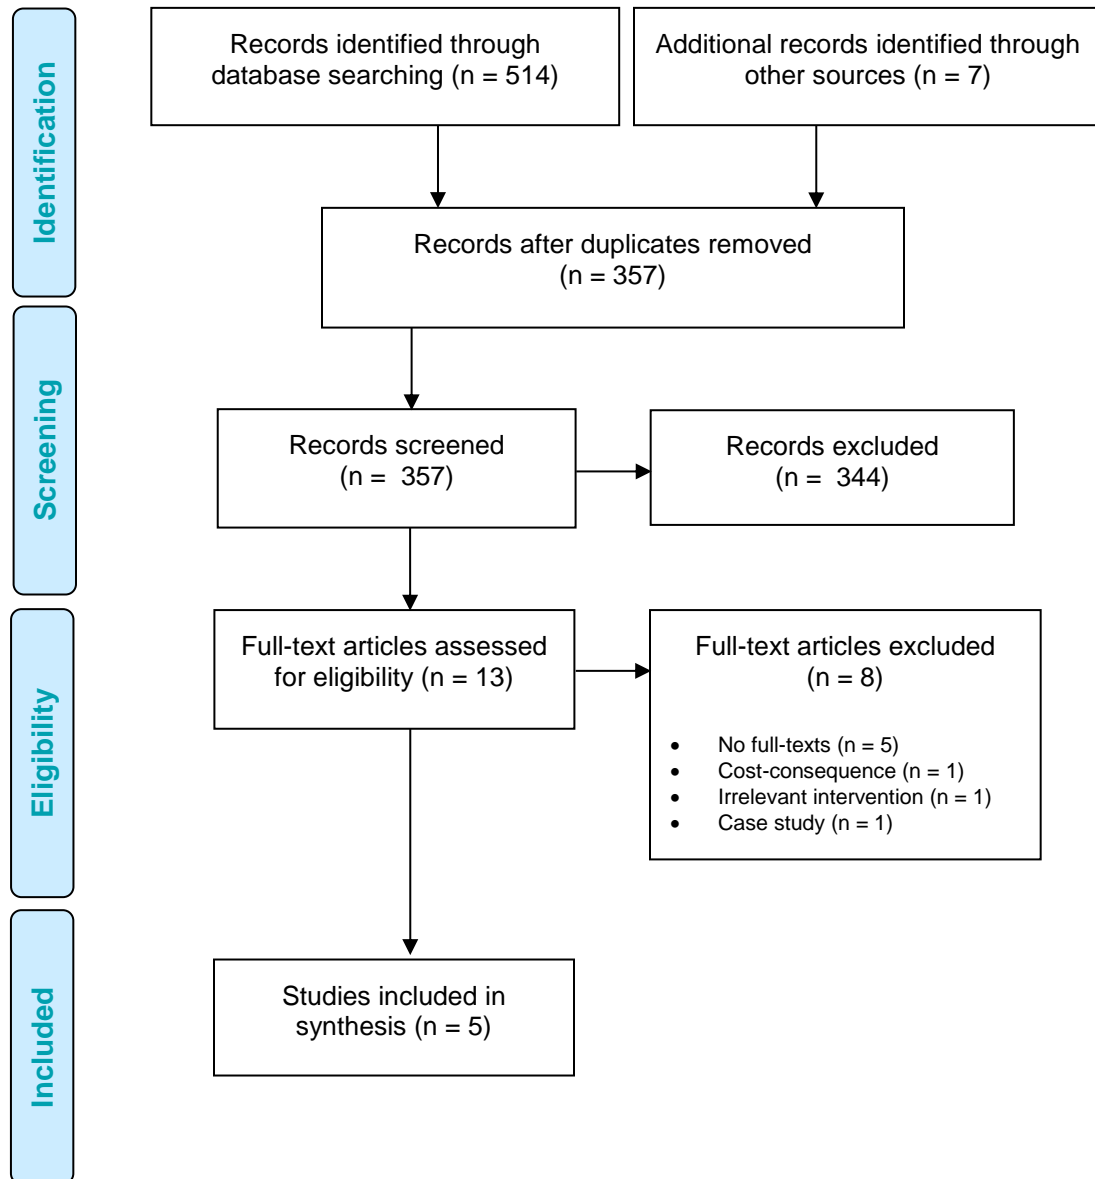 Identification
Records identified through
database searching (n = 514)
Additional records identified through
other sources (n = 7)
Records after duplicates removed
(n = 357)
Screening
Records screened
(n =  357)
Records excluded
(n =  344)
Eligibility
Full-text articles assessed
for eligibility (n = 13)
Full-text articles excluded
(n = 8)
• No full-texts (n = 5)
• Cost-consequence (n = 1)
• Irrelevant intervention (n = 1)
• Case study (n = 1)
Included
Studies included in
synthesis (n = 5)